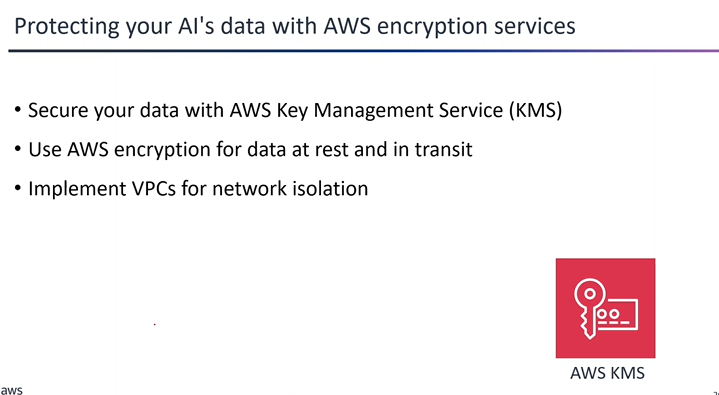 Protecting your AI's data with AWS encryption services
• Secure your data with AWS Key Management Service (KMS)
• Use AWS encryption for data at rest and in transit
• Implement VPCs for network isolation
AWS KMS
aws